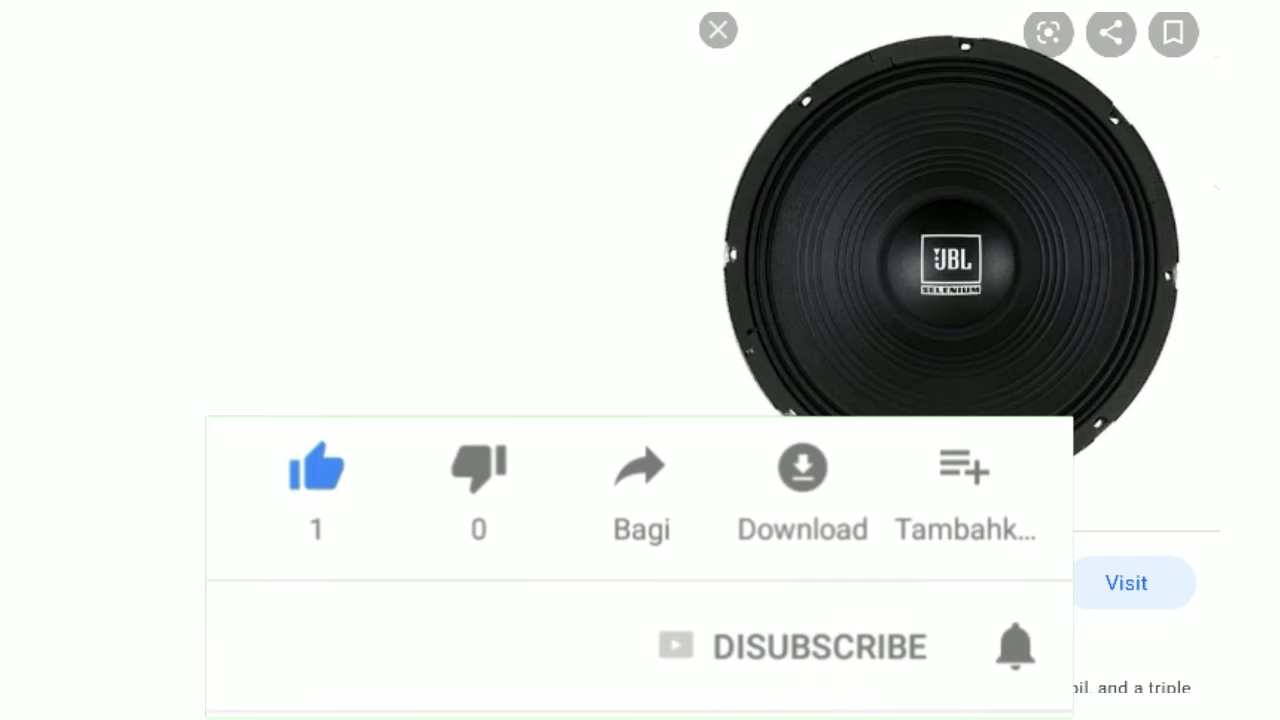 JBL
SELENIUM
1
0
Bagi
Download
Tambahk...
Visit
DISUBSCRIBE
and a triple